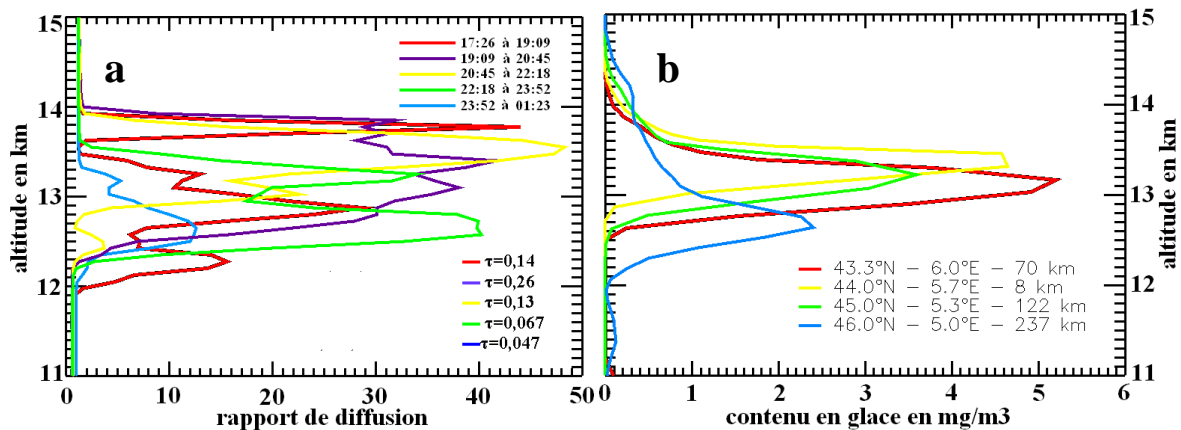 a
17:26 à 19:09
19:09 à 20:45
20:45 à 22:18
22:18 à 23:52
23:52 à 01:23
τ=0,14
τ=0,26
τ=0,13
τ=0,067
τ=0,047
altitude en km
15
14
13
12
11
0
10
20
30
40
50
rapport de diffusion
b
43.3°N – 6.0°E – 70 km
44.0°N – 5.7°E – 8 km
45.0°N – 5.3°E – 122 km
46.0°N – 5.0°E – 237 km
0
1
2
3
4
5
6
contenu en glace en mg/m3
15
14
13
12
11
altitude en km